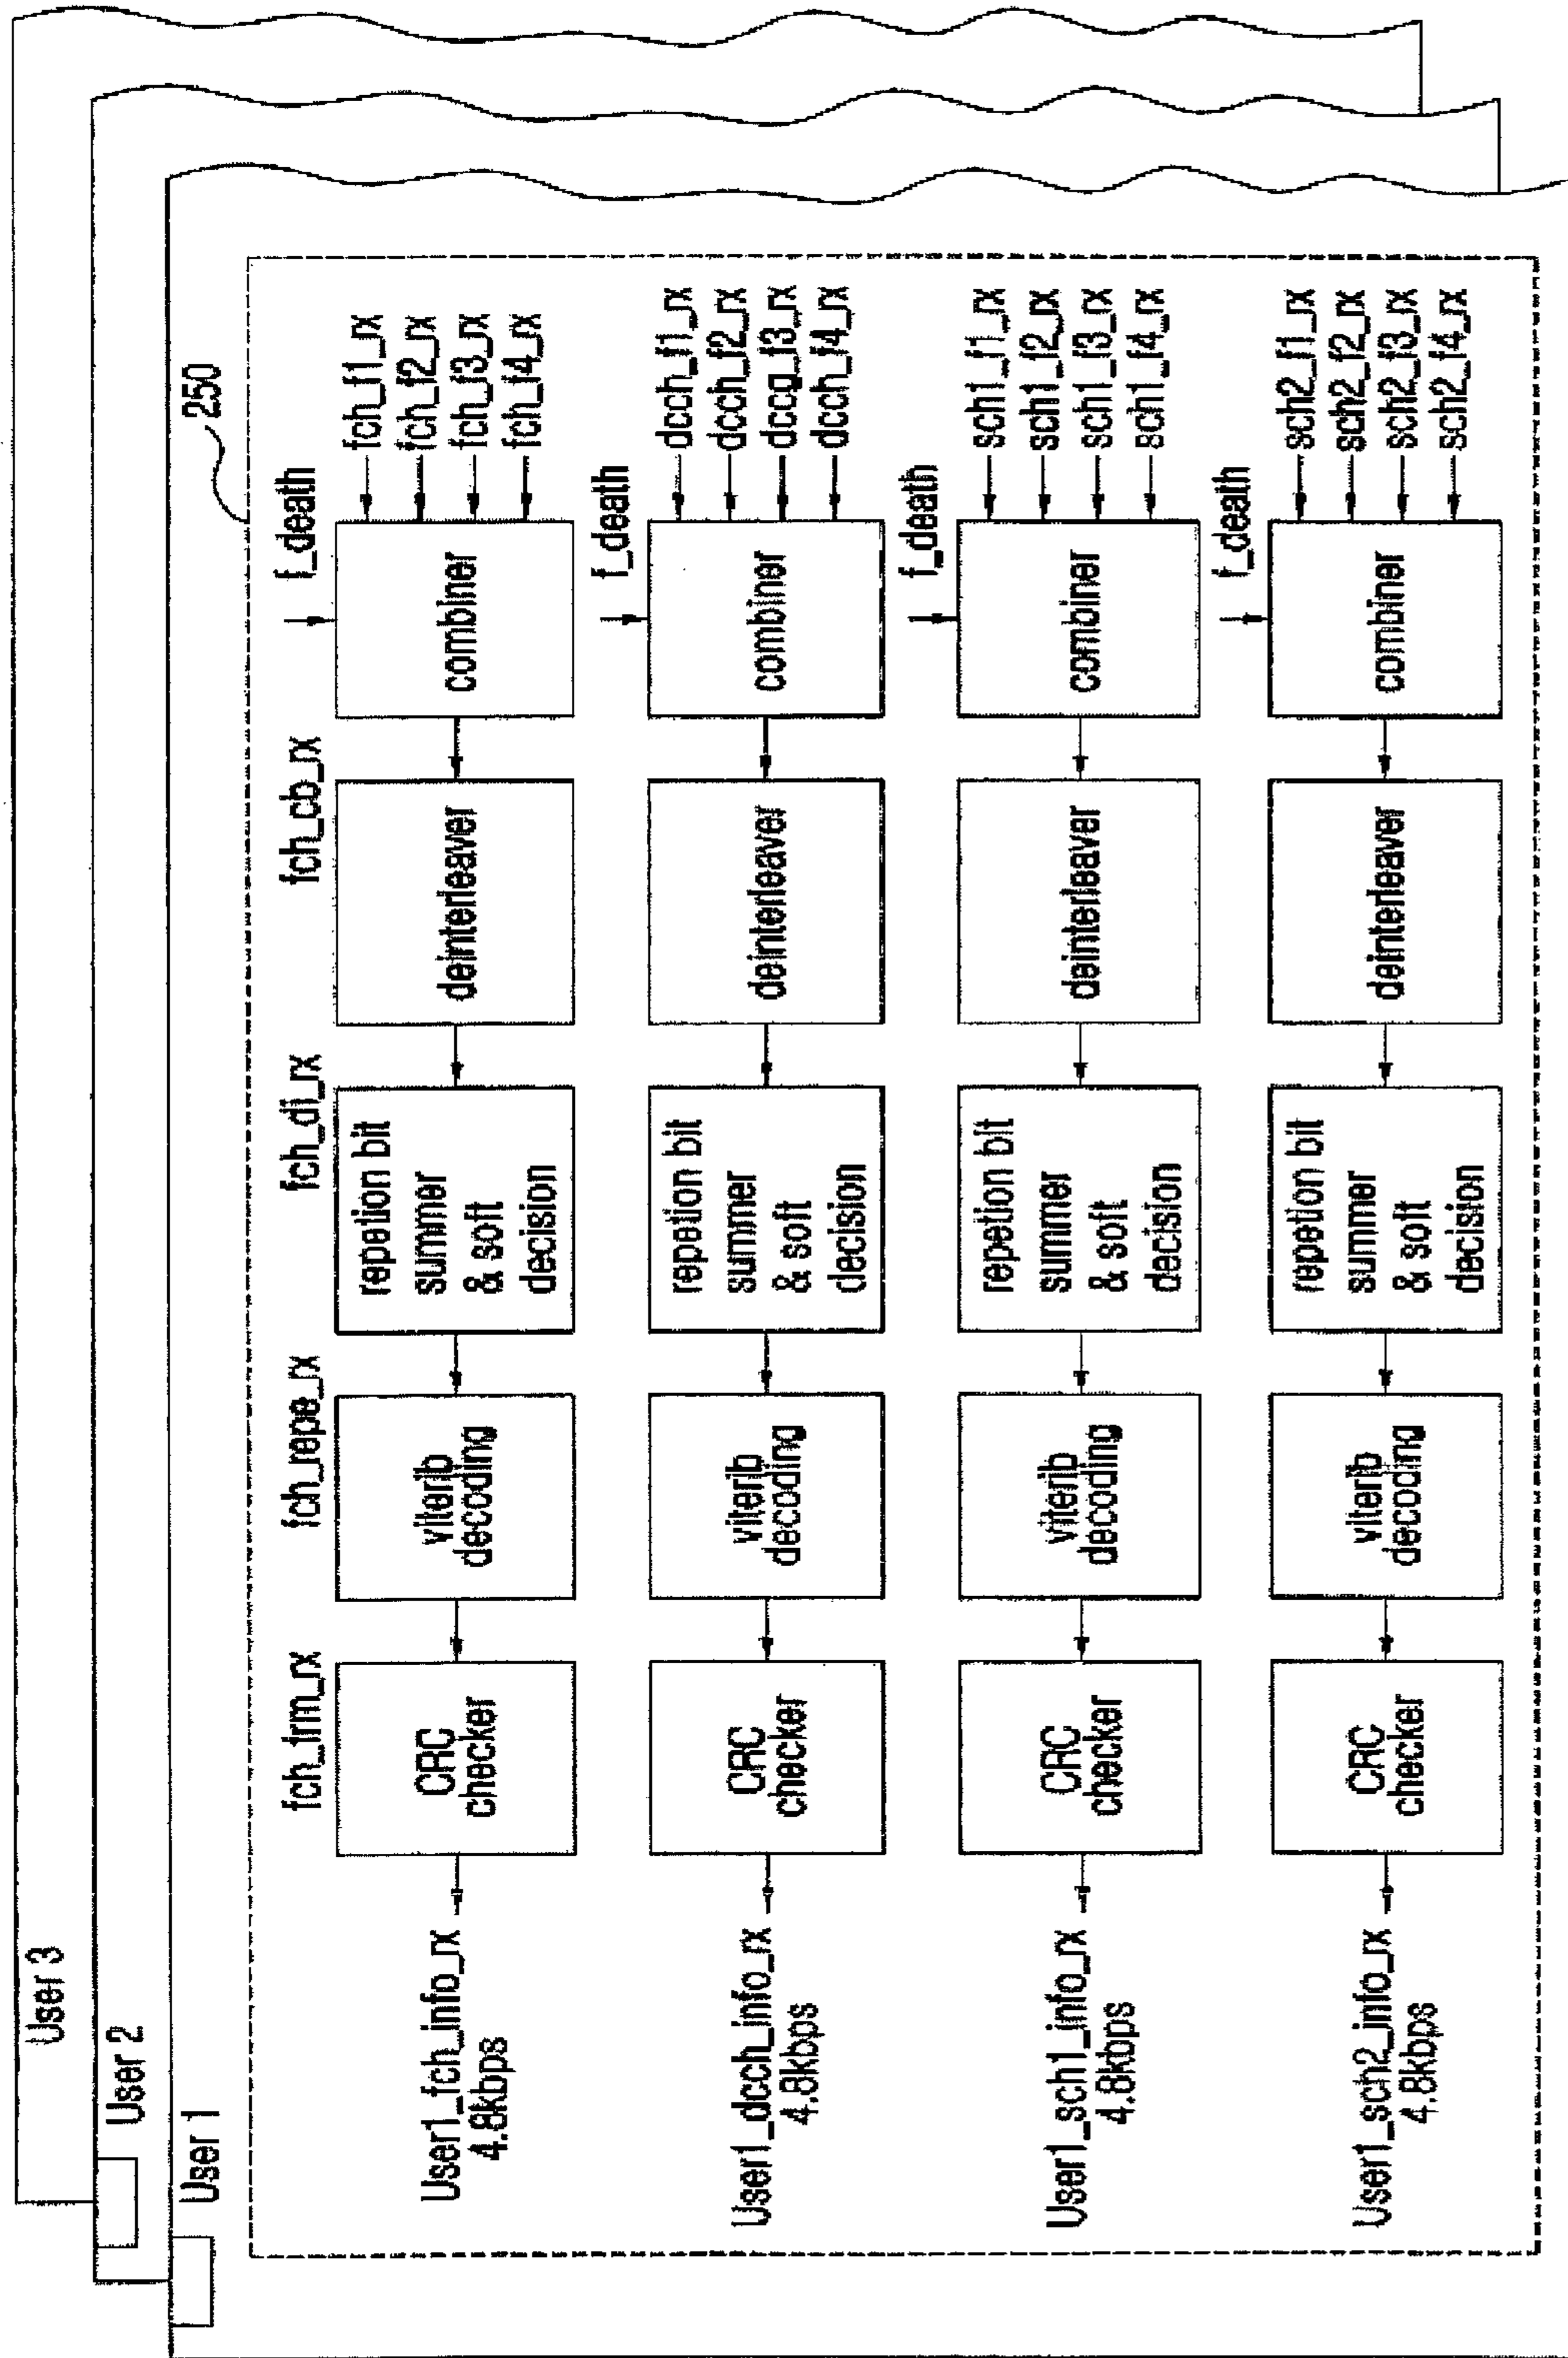 User 3
User 2
User 1
250
fch_trm_rx
fch_repe_rx
fch_di_rx
fch_cb_rx
f_death
User1_fch_info_rx
4.8kbps
CRC
checker
viterib
decoding
repetion bit
summer
& soft
decision
deinterleaver
combiner
fch_f1_rx
fch_f2_rx
fch_f3_rx
fch_f4_rx
f_death
User1_dcch_info_rx
4.8kbps
CRC
checker
viterib
decoding
repetion bit
summer
& soft
decision
deinterleaver
combiner
dcch_f1_rx
dcch_f2_rx
dccg_f3_rx
dcch_f4_rx
f_death
User1_sch1_info_rx
4.8kbps
CRC
checker
viterib
decoding
repetion bit
summer
& soft
decision
deinterleaver
combiner
sch1_f1_rx
sch1_f2_rx
sch1_f3_rx
sch1_f4_rx
f_death
User1_sch2_info_rx
4.8kbps
CRC
checker
viterib
decoding
repetion bit
summer
& soft
decision
deinterleaver
combiner
sch2_f1_rx
sch2_f2_rx
sch2_f3_rx
sch2_f4_rx